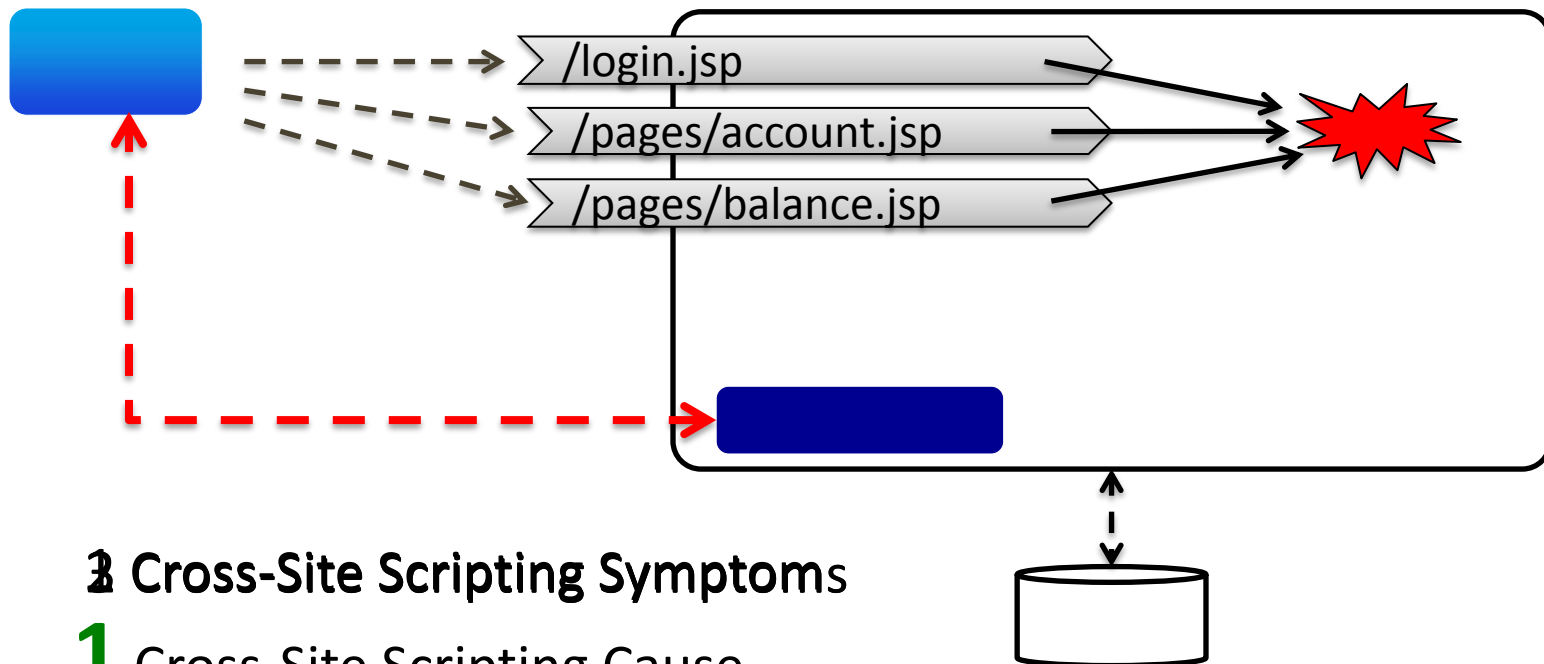 /login.jsp
/pages/account.jsp
/pages/balance.jsp
Cross-Site Scripting Symptoms
1 Cross-Site Scripting Cause